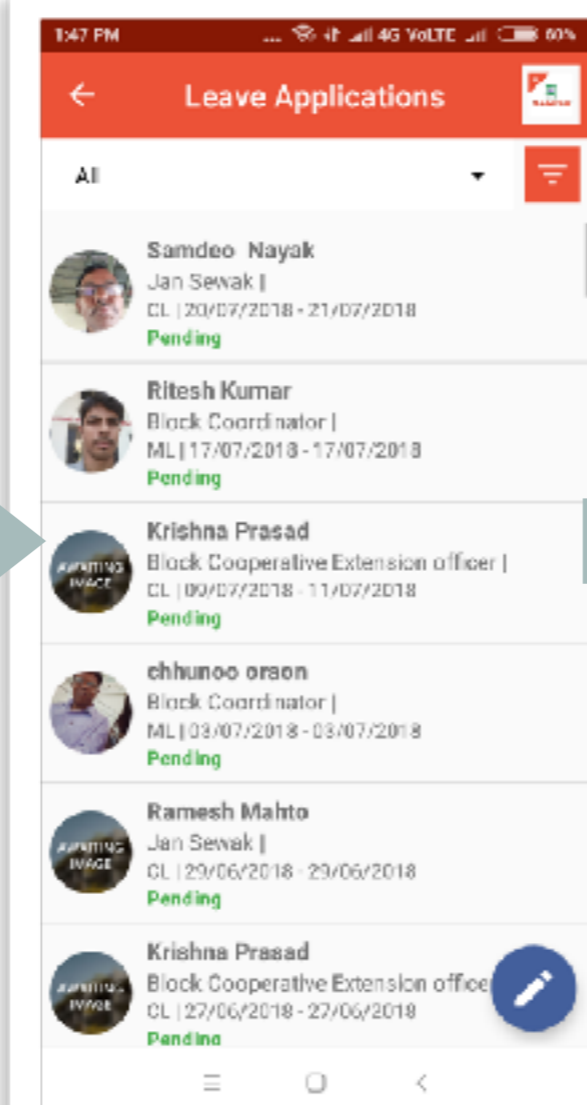 1:47 PM ... 4G VoLTE 80%
Leave Applications
All
Samdeo Nayak
Jan Sewak |
CL | 20/07/2018 - 21/07/2018
Pending
Ritesh Kumar
Block Coordinator |
ML | 17/07/2018 - 17/07/2018
Pending
AWAITING
IMAGE
Krishna Prasad
Block Cooperative Extension officer |
CL | 09/07/2018 - 11/07/2018
Pending
chhunoo oraon
Block Coordinator |
ML | 03/07/2018 - 03/07/2018
Pending
AWAITING
IMAGE
Ramesh Mahto
Jan Sewak |
CL | 29/06/2018 - 29/06/2018
Pending
AWAITING
IMAGE
Krishna Prasad
Block Cooperative Extension office
CL | 27/06/2018 - 27/06/2018
Pending